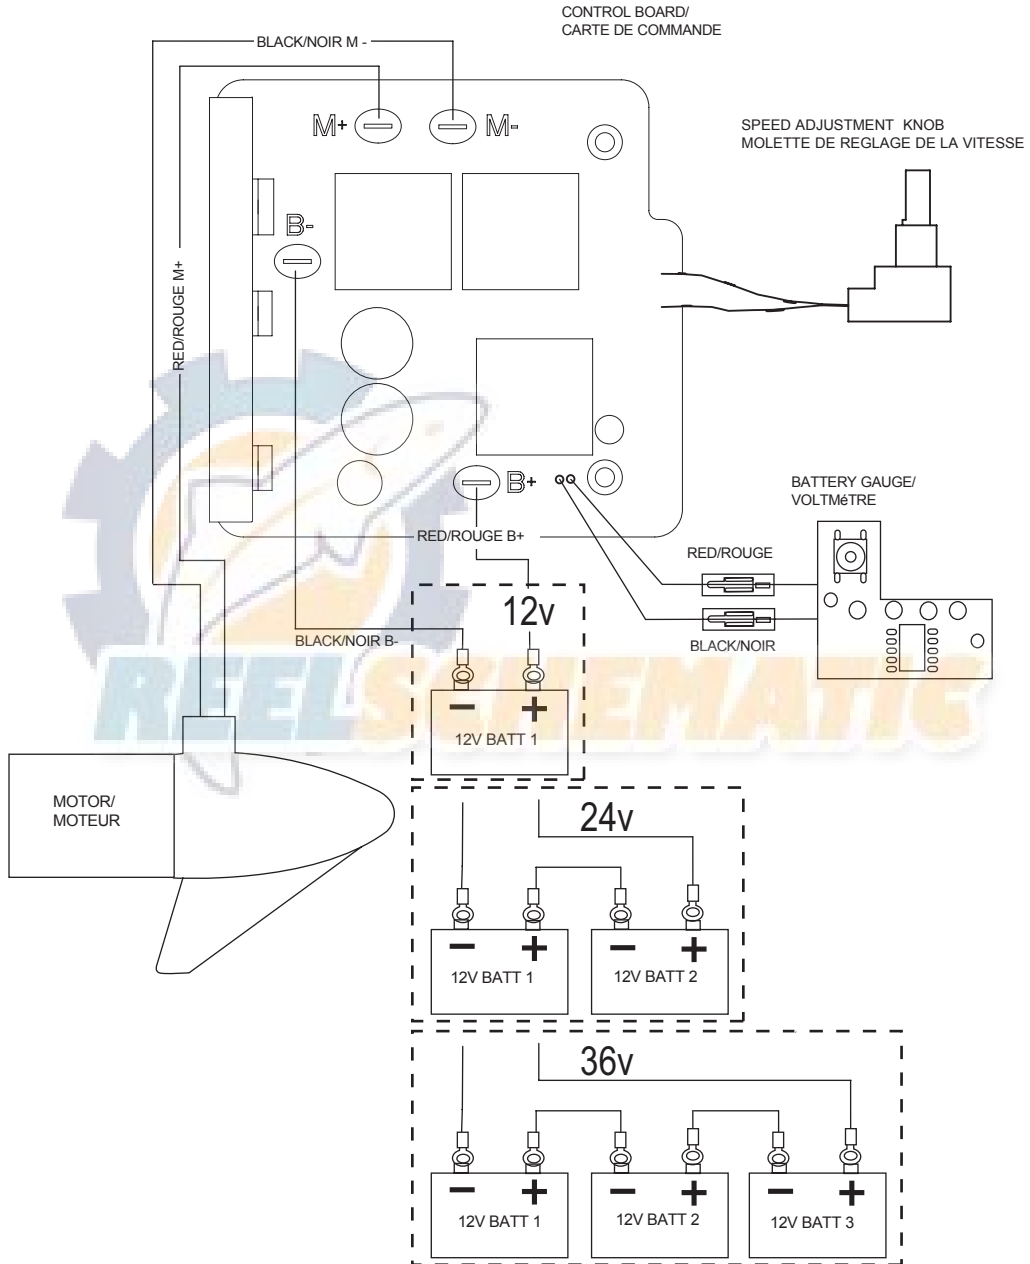 CONTROL BOARD/
CARTE DE COMMANDE
BLACK/NOIR M -
M+
M-
SPEED ADJUSTMENT KNOB
MOLETTE DE REGLAGE DE LA VITESSE
B-
RED/ROUGE M+
B+
BATTERY GAUGE/
VOLTMéTRE
RED/ROUGE B+
RED/ROUGE
12v
BLACK/NOIR B-
BLACK/NOIR
REELSCHEMATIC
- +
12V BATT 1
MOTOR/
MOTEUR
24v
- + - +
12V BATT 1
12V BATT 2
36v
- + - + - +
12V BATT 1
12V BATT 2
12V BATT 3